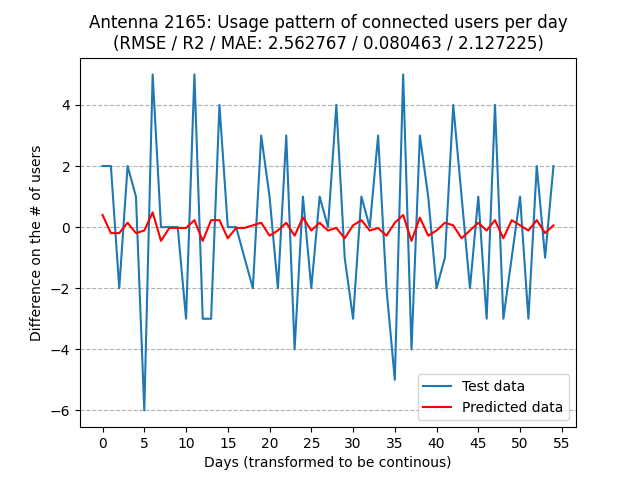 Antenna 2165: Usage pattern of connected users per day
(RMSE / R2 / MAE: 2.562767 / 0.080463 / 2.127225)
Difference on the # of users
4
2
0
−2
−4
−6
Test data
Predicted data
0 5 10 15 20 25 30 35 40 45 50 55
Days (transformed to be continous)